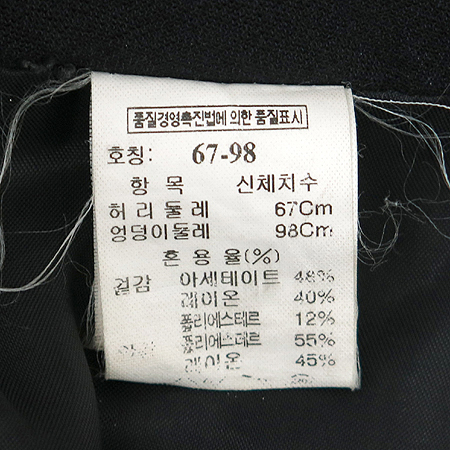 품질경영촉진법에 의한 품질표시
호칭: 67-98
항 목 신체치수
허리둘레 67Cm
엉덩이둘레 98Cm
혼용율(%)
겉감 아세테이트 48%
레이온 40%
폴리에스테르 12%
폴리에스테르 55%
레이온 45%